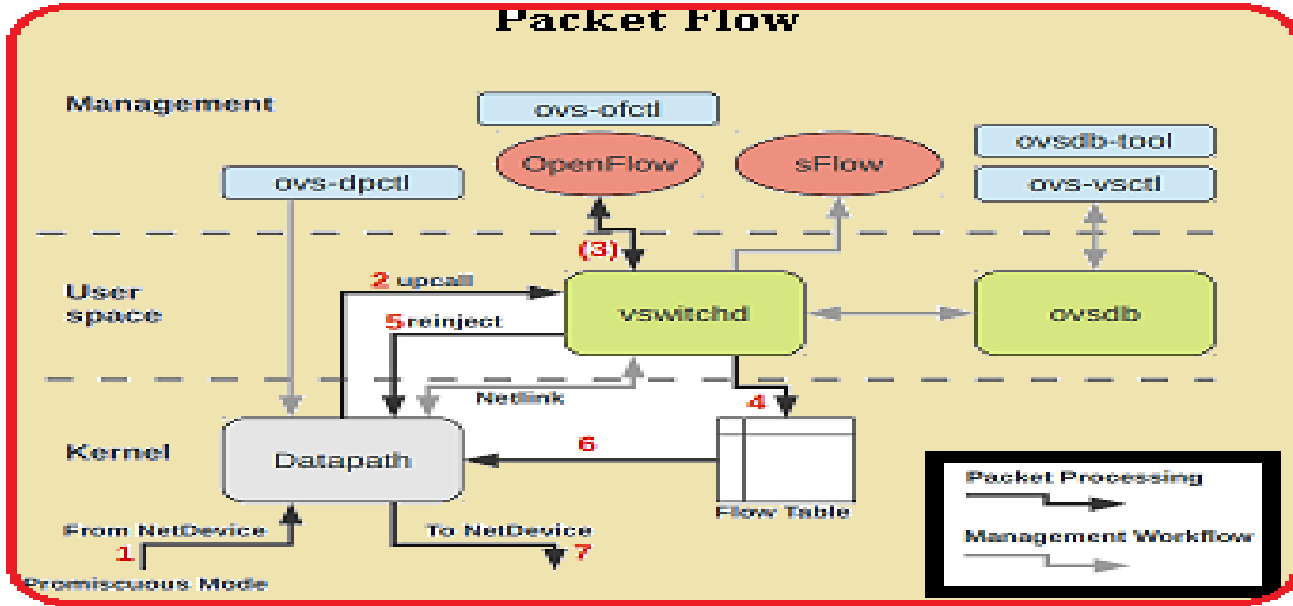 Packet Flow
Management
ovs-ofctl
OpenFlow
sFlow
ovsdb-tool
ovs-vsctl
ovs-dpctl
(3)
User
space
2 upcall
5 reinject
vswitchd
ovsdb
Netlink
4
Kernel
Datapath
6
Flow Table
From NetDevice
1
Promiscuous Mode
To NetDevice
7
Packet Processing
Management Workflow